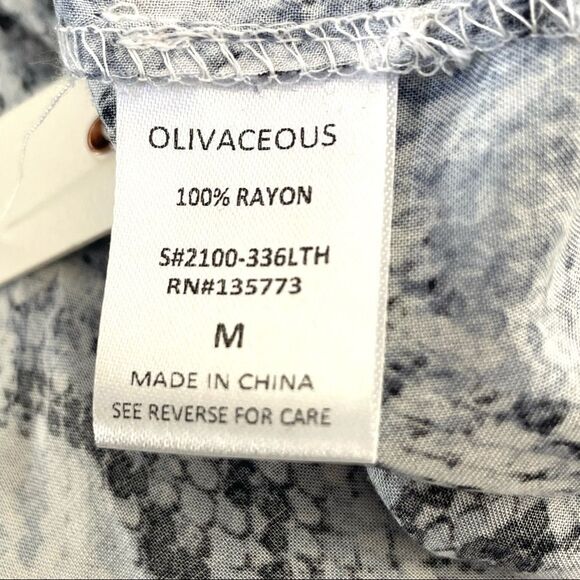 OLIVACEOUS
100% RAYON
S#2100-336LTH
RN#135773
M
MADE IN CHINA
SEE REVERSE FOR CARE